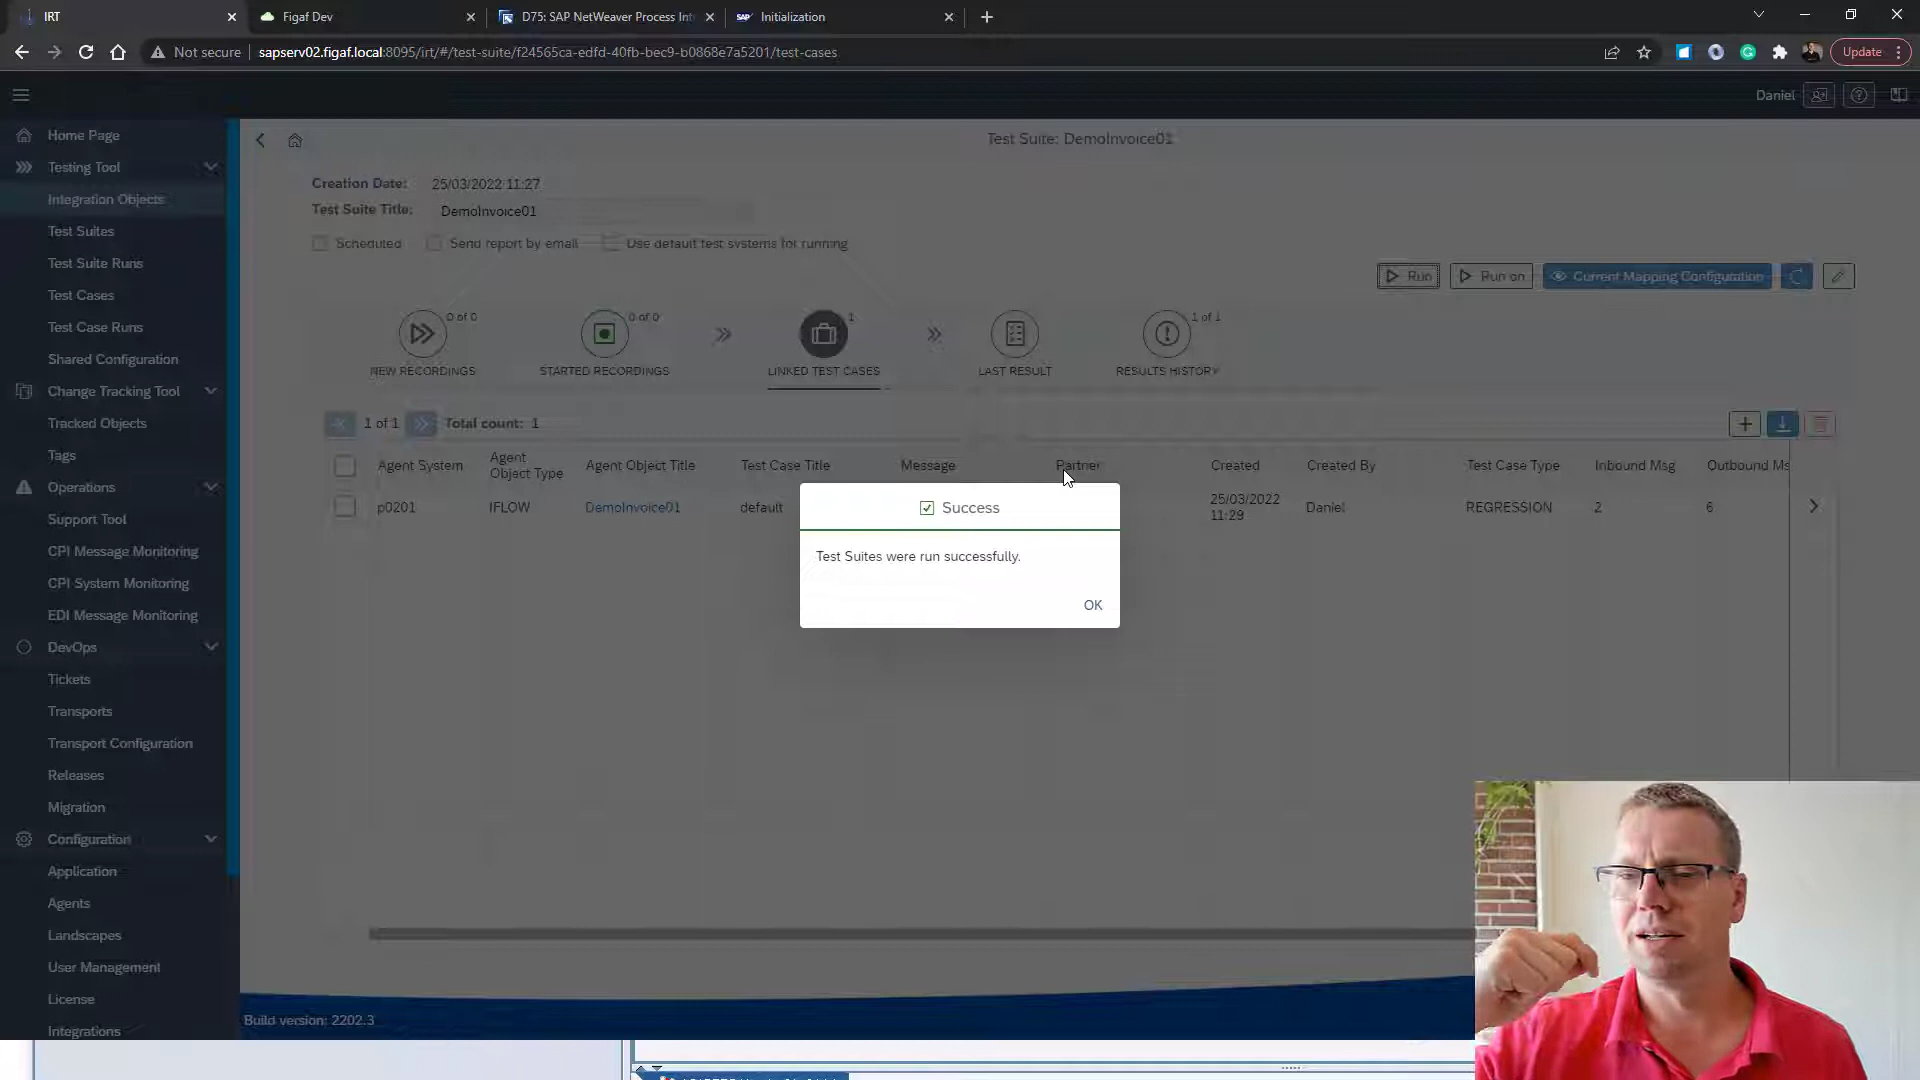 IRT
Figaf Dev
D75: SAP NetWeaver Process Int
Initialization
Not secure
sapserv02.figaf.local:8095/irt/#/test-suite/f24565ca-edfd-40fb-bec9-b0868e7a5201/test-cases
Update
Daniel
Home Page
Testing Tool
Integration Objects
Test Suites
Test Suite Runs
Test Cases
Test Case Runs
Shared Configuration
Change Tracking Tool
Tracked Objects
Tags
Operations
Support Tool
CPI Message Monitoring
CPI System Monitoring
EDI Message Monitoring
DevOps
Tickets
Transports
Transport Configuration
Releases
Migration
Configuration
Application
Agents
Landscapes
User Management
License
Integrations
Test Suite: DemoInvoice01
Creation Date: 25/03/2022 11:27
Test Suite Title: DemoInvoice01
Scheduled Send report by email Use default test systems for running
Run Run on Current Mapping Configuration
0 of 0 0 of 0 1 1 of 1
NEW RECORDINGS STARTED RECORDINGS LINKED TEST CASES LAST RESULT RESULTS HISTORY
1 of 1 Total count: 1
Agent System Agent Object Type Agent Object Title Test Case Title Message Partner Created Created By Test Case Type Inbound Msg Outbound Ms
p0201 IFLOW DemoInvoice01 default 25/03/2022 11:29 Daniel REGRESSION 2 6
Success
Test Suites were run successfully.
OK
Build version: 2202.3